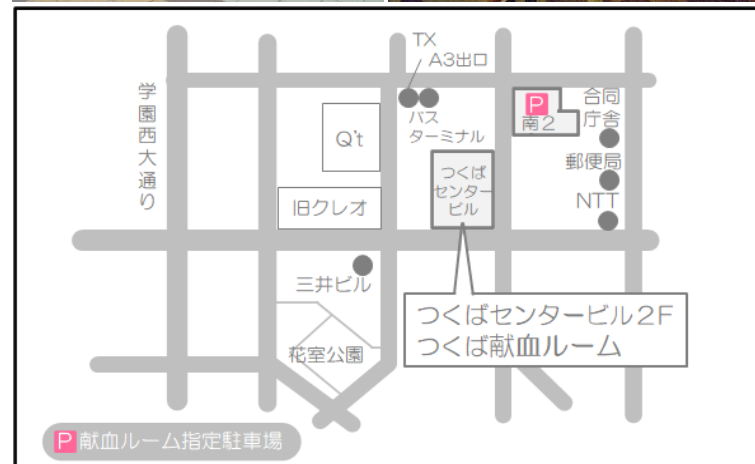 TX
A3出口
学園西大通り
Q't
バス
ターミナル
P
南2
合同
庁舎
郵便局
NTT
つくば
センター
ビル
旧クレオ
三井ビル
花室公園
つくばセンタービル2F
つくば献血ルーム
P 献血ルーム指定駐車場